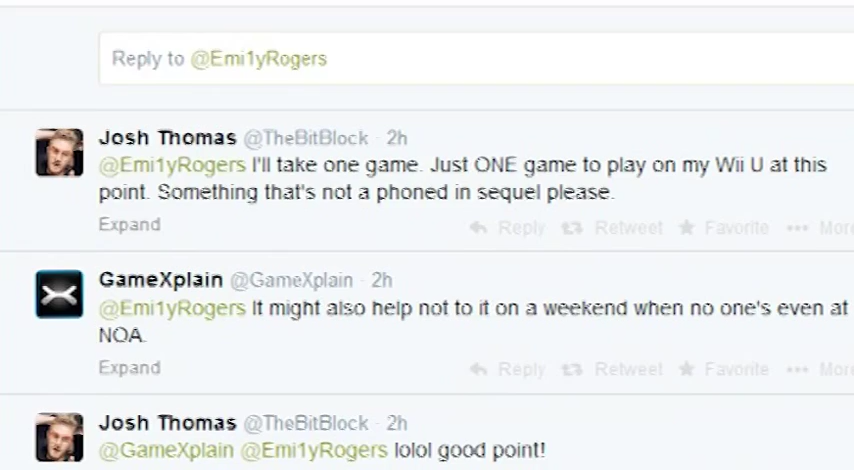 Reply to @Emi1yRogers
Josh Thomas @TheBitBlock · 2h
@Emi1yRogers I'll take one game. Just ONE game to play on my Wii U at this
point. Something that's not a phoned in sequel please.
Expand
Reply Retweet Favorite ••• More
GameXplain @GameXplain · 2h
@Emi1yRogers It might also help not to it on a weekend when no one's even at
NOA.
Expand
Reply Retweet Favorite ••• More
Josh Thomas @TheBitBlock · 2h
@GameXplain @Emi1yRogers lolol good point!